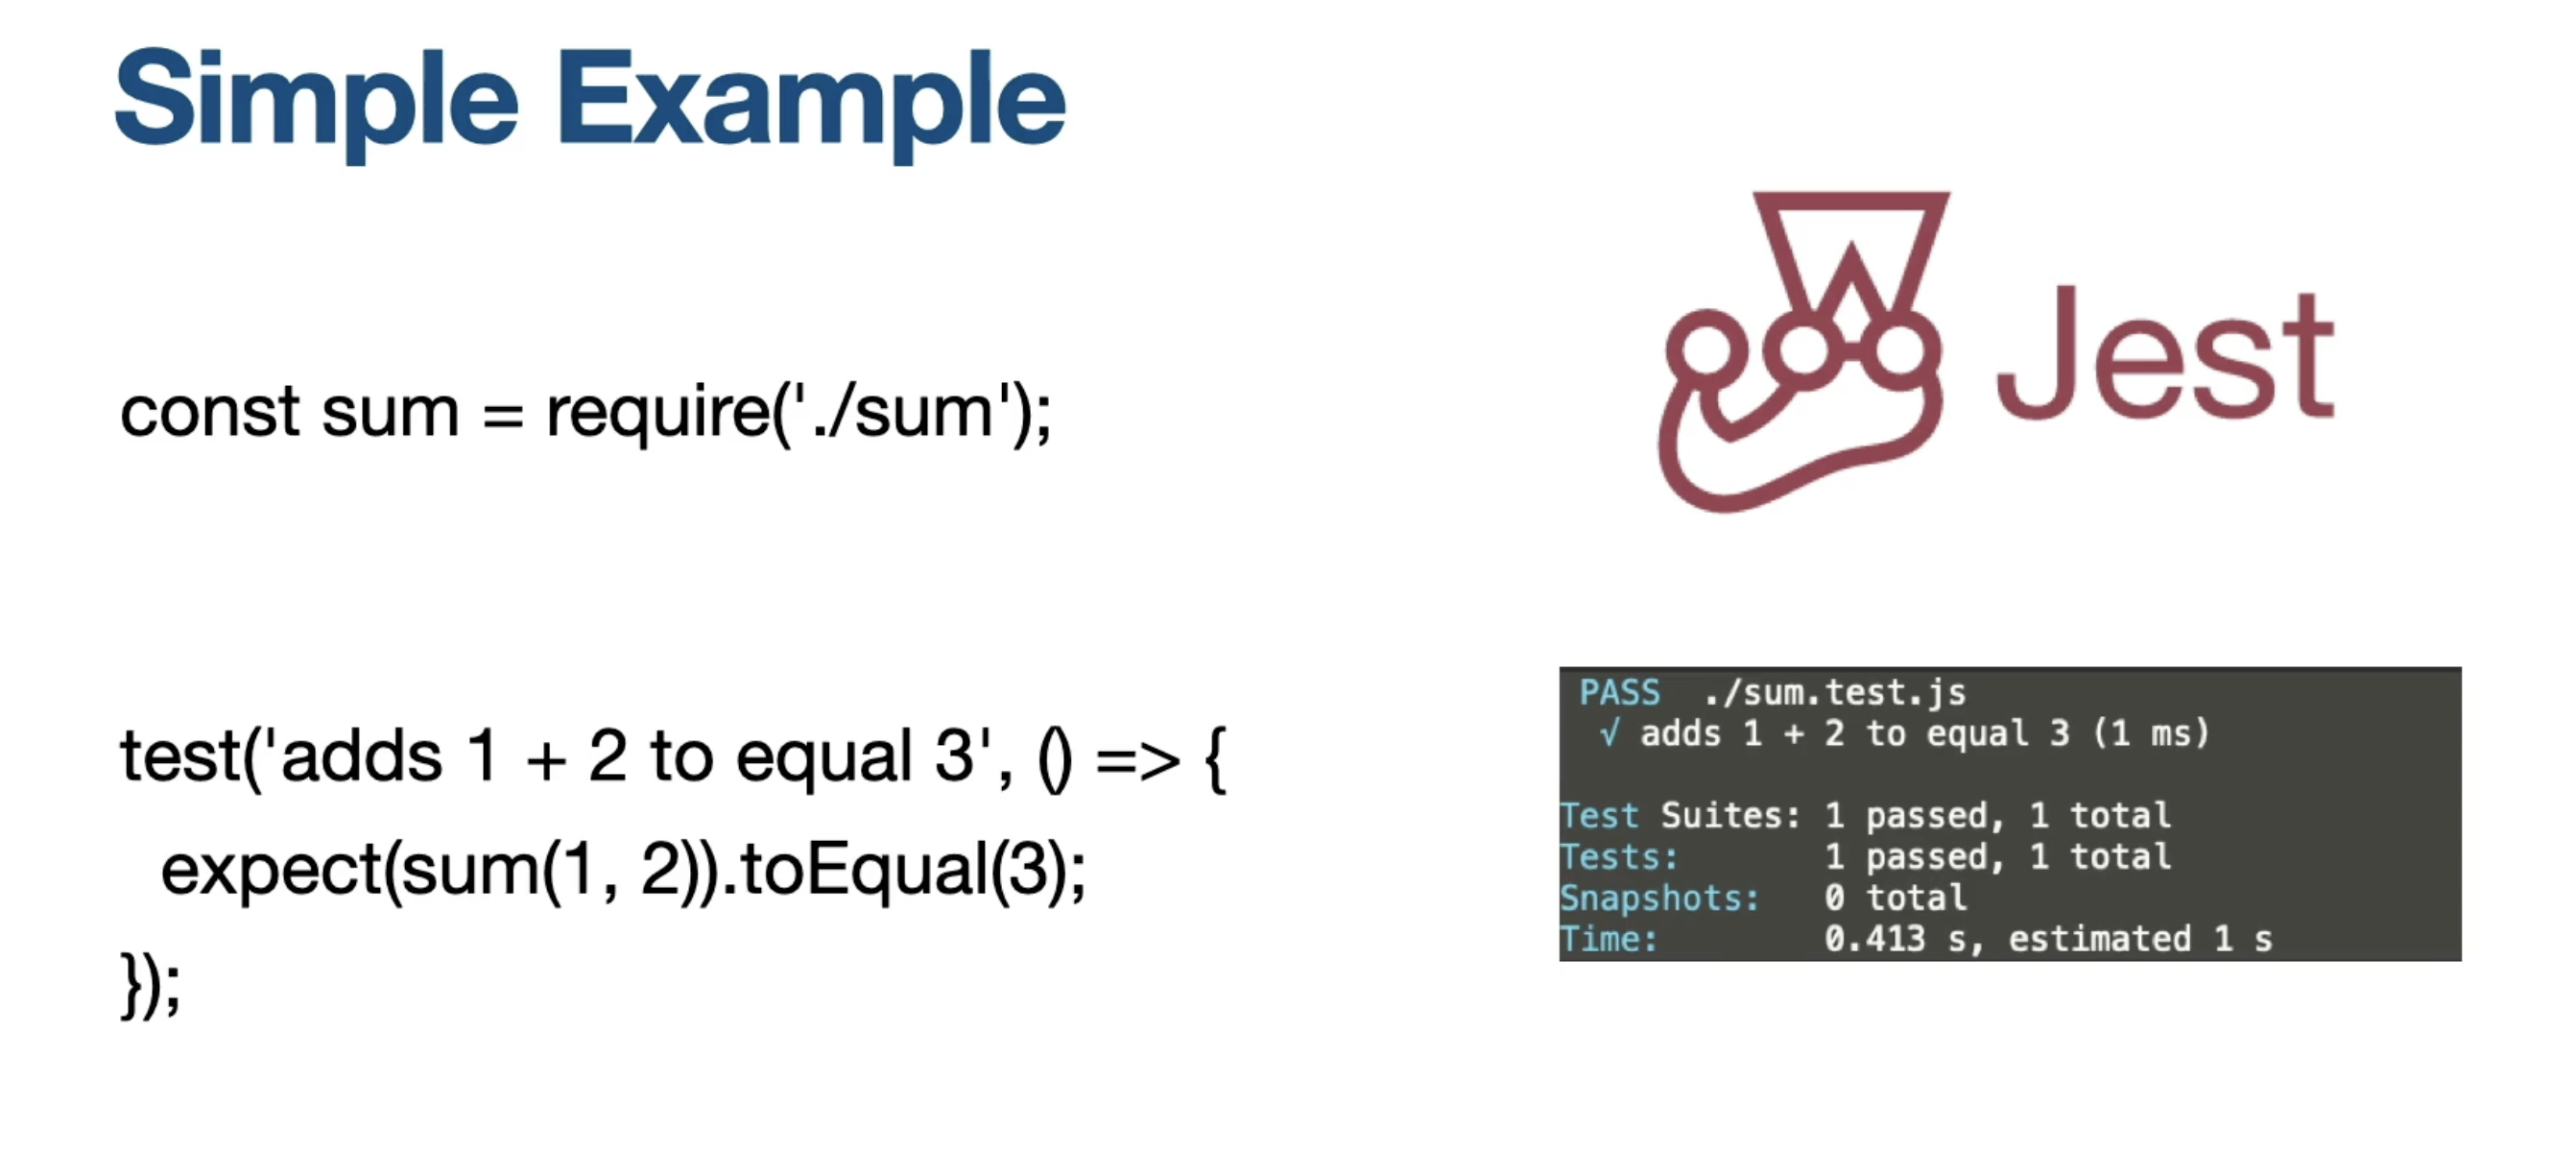 Simple Example
const sum = require('./sum');
test('adds 1 + 2 to equal 3', () => {
expect(sum(1, 2)).toEqual(3);
});
Jest
PASS ./sum.test.js
√ adds 1 + 2 to equal 3 (1 ms)
Test Suites: 1 passed, 1 total
Tests: 1 passed, 1 total
Snapshots: 0 total
Time: 0.413 s, estimated 1 s